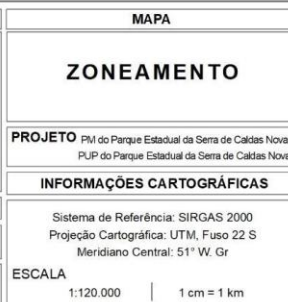 MAPA
ZONEAMENTO
PROJETO PM do Parque Estadual da Serra de Caldas Nova
PUP do Parque Estadual da Serra de Caldas Nova
INFORMAÇÕES CARTOGRÁFICAS
Sistema de Referência: SIRGAS 2000
Projeção Cartográfica: UTM, Fuso 22 S
Meridiano Central: 51° W. Gr
ESCALA
1:120.000 1 cm = 1 km